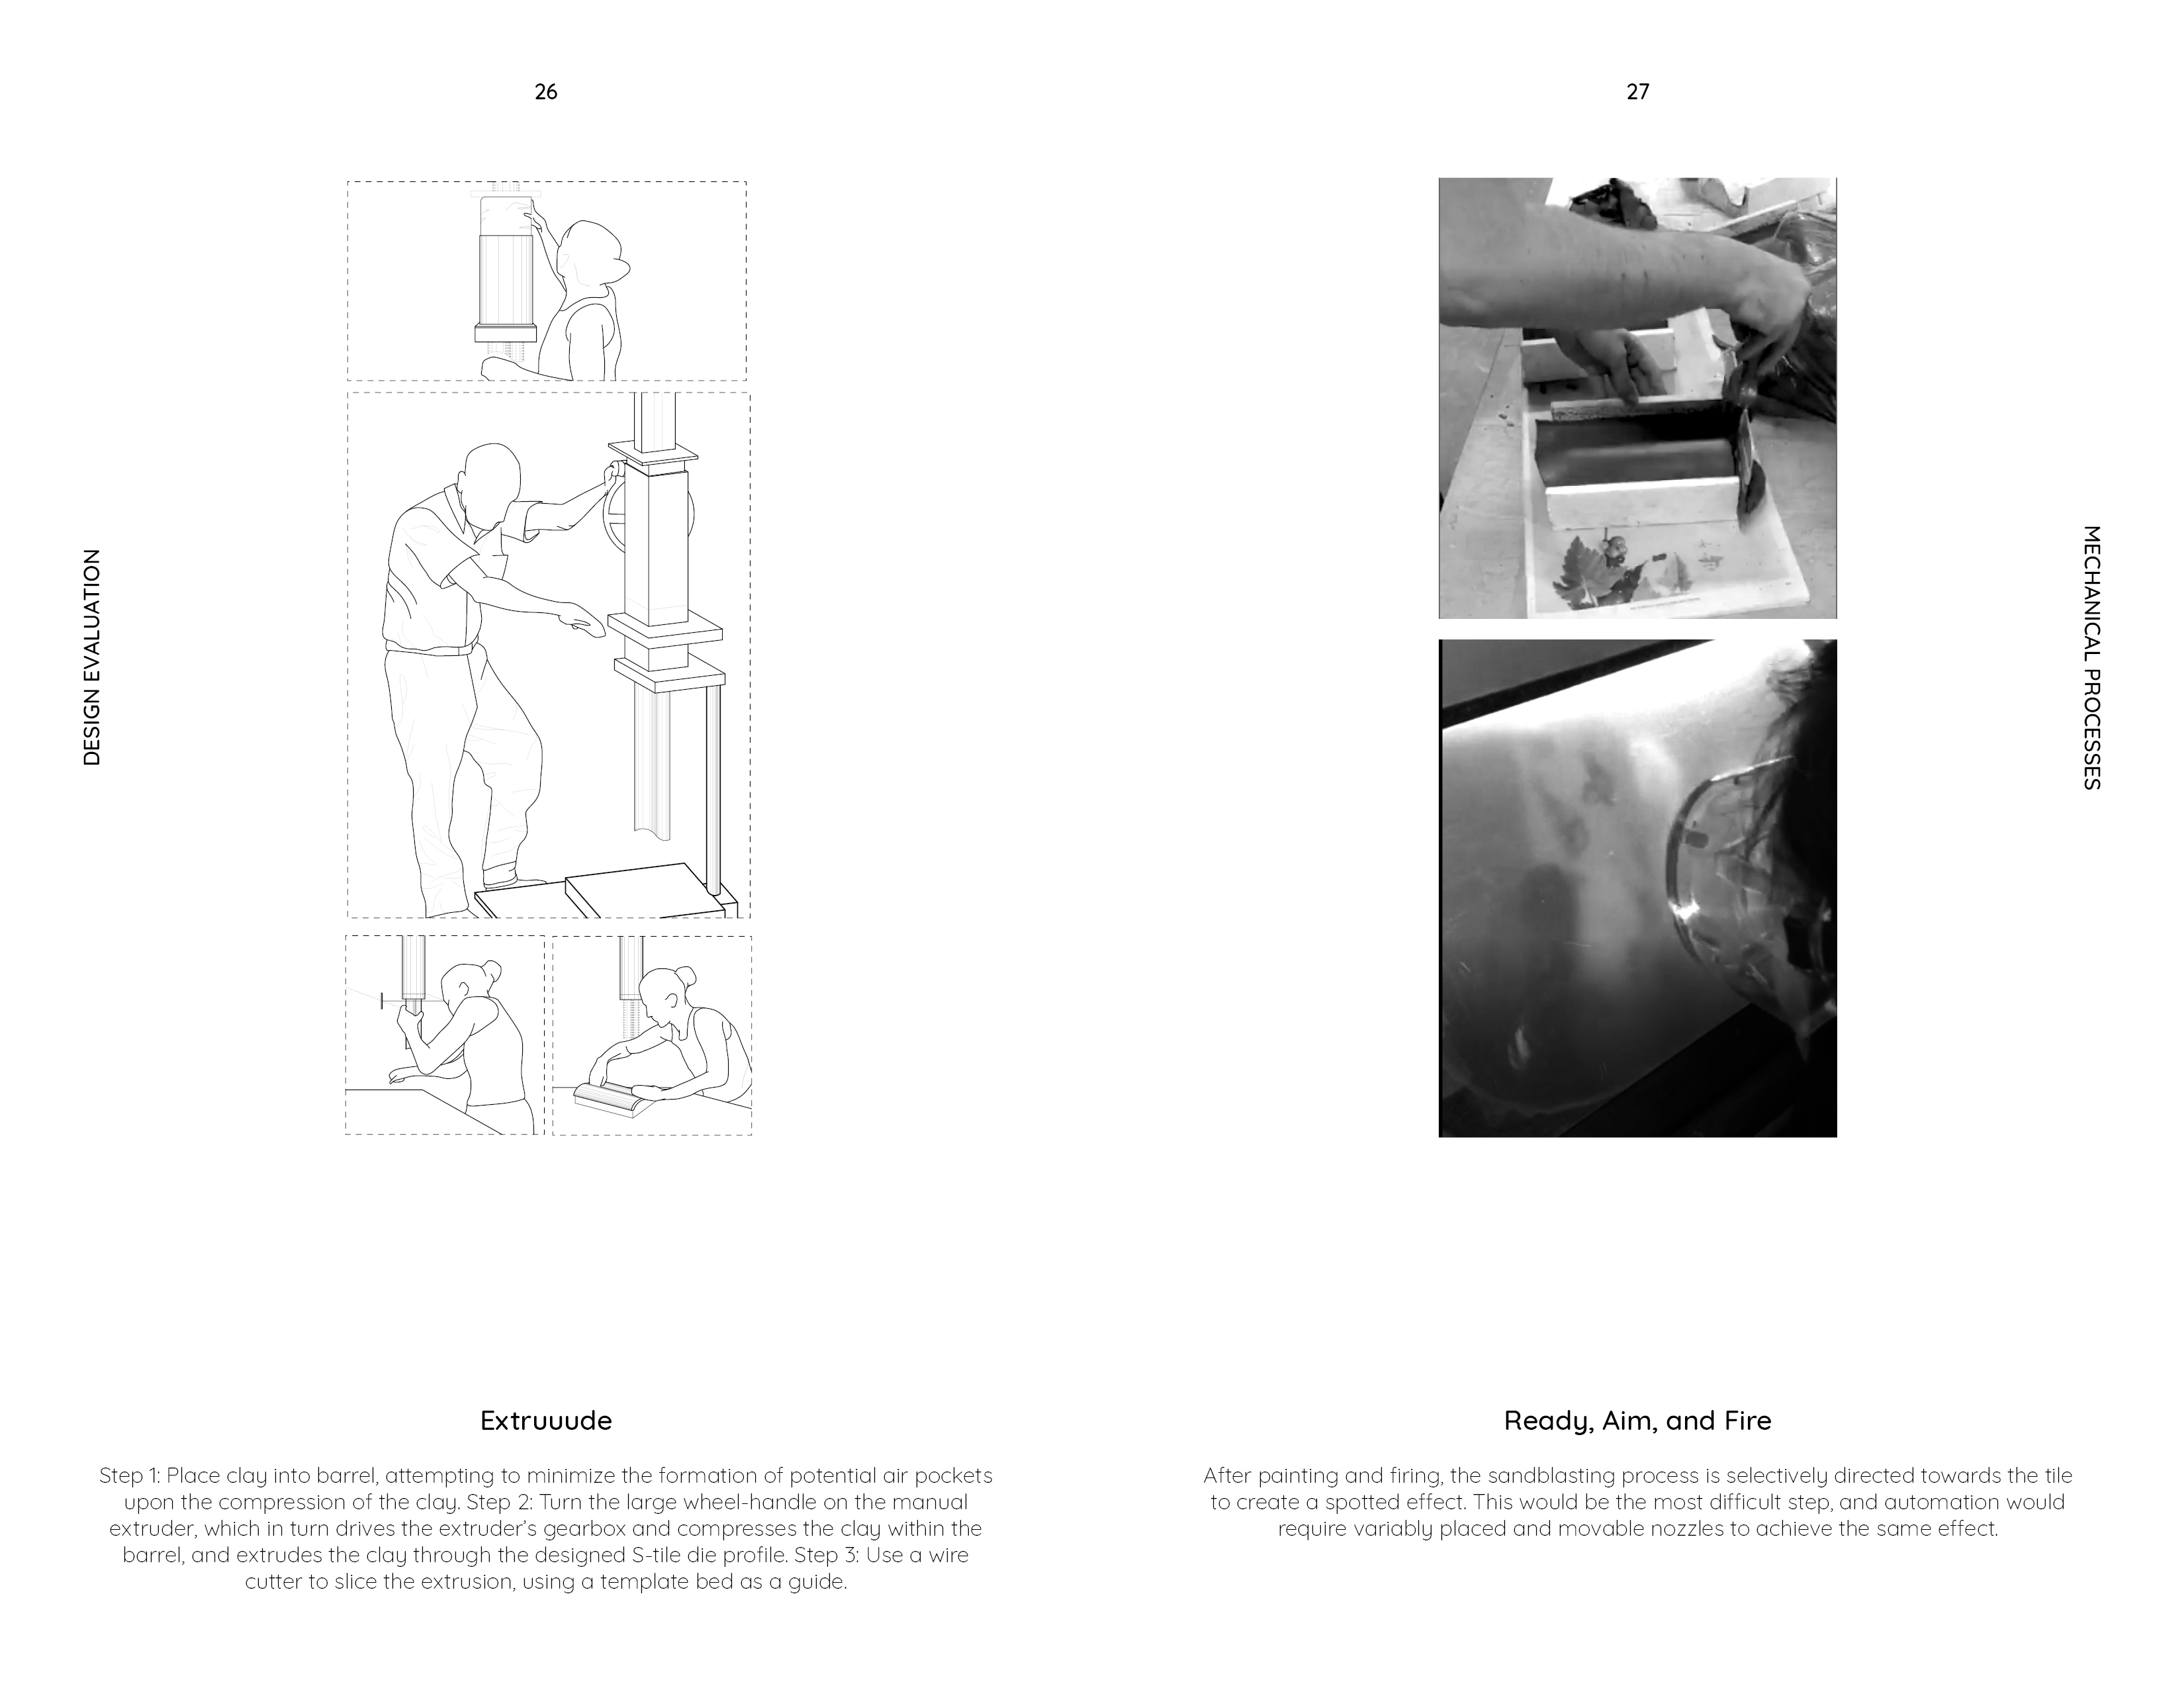 26
DESIGN EVALUATION
Extruuude
Step 1: Place clay into barrel, attempting to minimize the formation of potential air pockets
upon the compression of the clay. Step 2: Turn the large wheel-handle on the manual
extruder, which in turn drives the extruder's gearbox and compresses the clay within the
barrel, and extrudes the clay through the designed S-tile die profile. Step 3: Use a wire
cutter to slice the extrusion, using a template bed as a guide.
27
MECHANICAL PROCESSES
Ready, Aim, and Fire
After painting and firing, the sandblasting process is selectively directed towards the tile
to create a spotted effect. This would be the most difficult step, and automation would
require variably placed and movable nozzles to achieve the same effect.